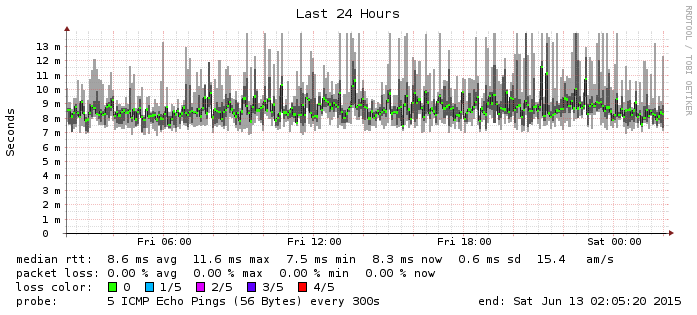 Last 24 Hours
RRDTOOL / TOBI OETIKER
Seconds
13 m
12 m
11 m
10 m
9 m
8 m
7 m
6 m
5 m
4 m
3 m
2 m
1 m
0
Fri 06:00 Fri 12:00 Fri 18:00 Sat 00:00
median rtt: 8.6 ms avg 11.6 ms max 7.5 ms min 8.3 ms now 0.6 ms sd 15.4 am/s
packet loss: 0.00 % avg 0.00 % max 0.00 % min 0.00 % now
loss color: 0 1/5 2/5 3/5 4/5
probe: 5 ICMP Echo Pings (56 Bytes) every 300s end: Sat Jun 13 02:05:20 2015